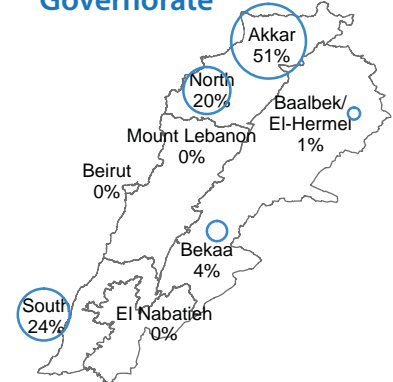 Governorate
Akkar
51%
North
20%
Baalbek/
El-Hermel
1%
Mount Lebanon
0%
Beirut
0%
Bekaa
4%
South
24%
El Nabatieh
0%